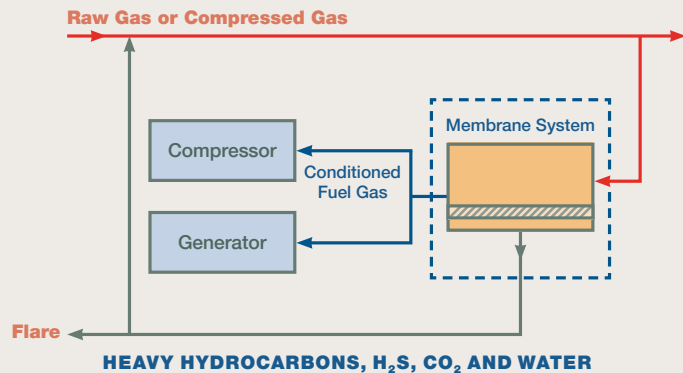 Raw Gas or Compressed Gas
Membrane System
Compressor
Conditioned
Fuel Gas
Generator
Flare
HEAVY HYDROCARBONS, H₂S, CO₂ AND WATER